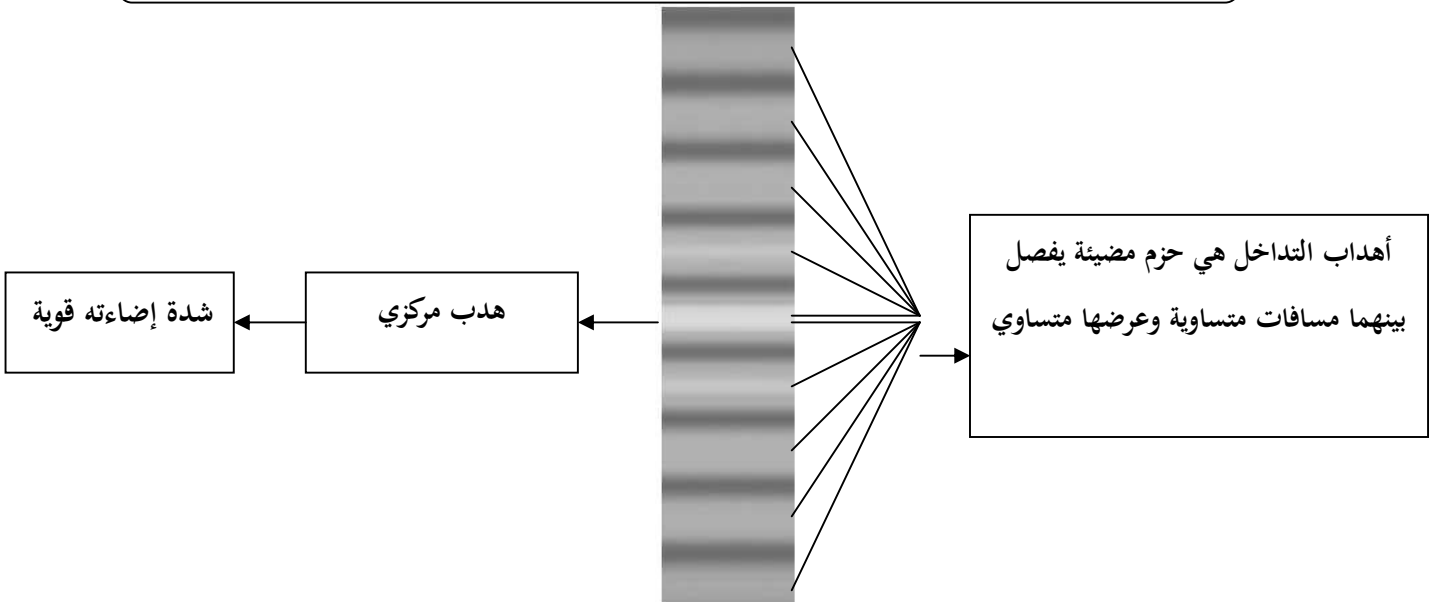 أهداب التداخل هي حزم مضيئة يفصل
بينهما مسافات متساوية وعرضها متساوي
هدب مركزي
شدة إضاءته قوية